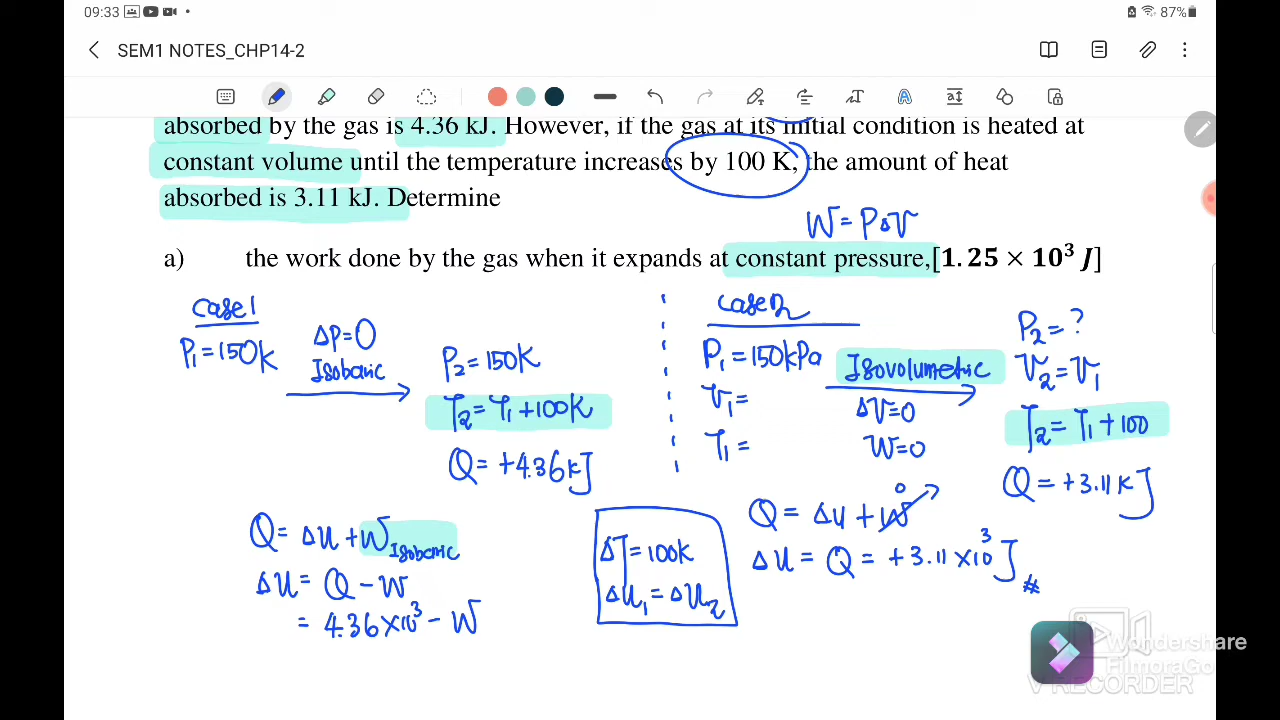 09:33
87%
SEM1 NOTES_CHP14-2
absorbed by the gas is 4.36 kJ. However, if the gas at its initial condition is heated at
constant volume until the temperature increases by 100 K, the amount of heat
absorbed is 3.11 kJ. Determine
W = PΔV
a) the work done by the gas when it expands at constant pressure,[1.25 × 10³ J]
Case 1
P₁ = 150K
ΔP = 0
Isobaric
P₂ = 150K
T₂ = T₁ + 100K
Q = +4.36 KJ
Q = ΔU + W Isobaric
ΔU = Q − W
= 4.36 × 10³ − W
ΔT = 100K
ΔU₁ = ΔU₂
Case 2
P₁ = 150kPa
V₁ =
T₁ =
Isovolumetric
ΔV = 0
W = 0
P₂ = ?
V₂ = V₁
T₂ = T₁ + 100
Q = +3.11 KJ
Q = ΔU + W 0
ΔU = Q = +3.11 × 10³ J #
Wondershare
FilmoraGo
V RECORDER